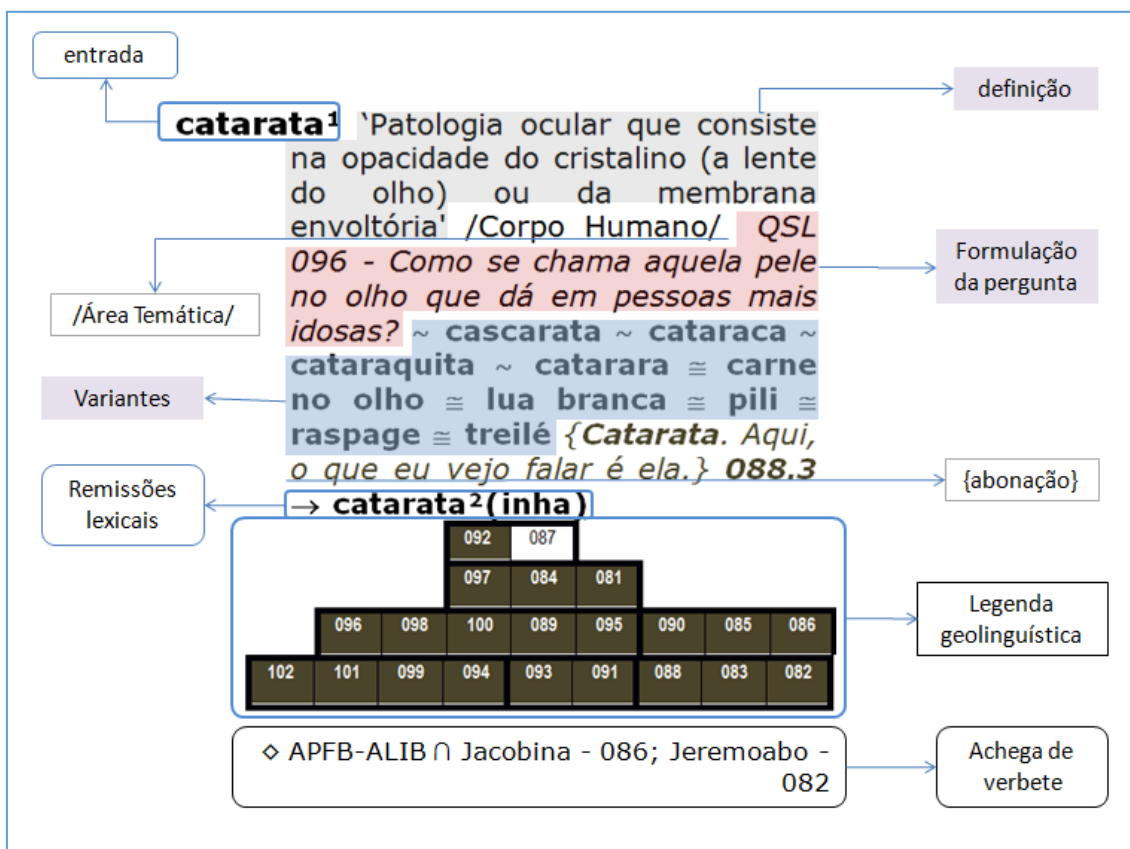 entrada
definição
catarata¹ ‘Patologia ocular que consiste
na opacidade do cristalino (a lente
do olho) ou da membrana
envoltória' /Corpo Humano/ QSL
096 - Como se chama aquela pele
no olho que dá em pessoas mais
idosas? ~ cascarata ~ cataraca ~
cataraquita ~ catarara ≅ carne
no olho ≅ lua branca ≅ pili ≅
raspage ≅ treilé {Catarata. Aqui,
o que eu vejo falar é ela.} 088.3
→ catarata²(inha)
Formulação
da pergunta
/Área Temática/
Variantes
{abonação}
Remissões
lexicais
092 087
097 084 081
096 098 100 089 095 090 085 086
102 101 099 094 093 091 088 083 082
Legenda
geolinguística
◇ APFB-ALIB ∩ Jacobina - 086; Jeremoabo -
082
Achega de
verbete